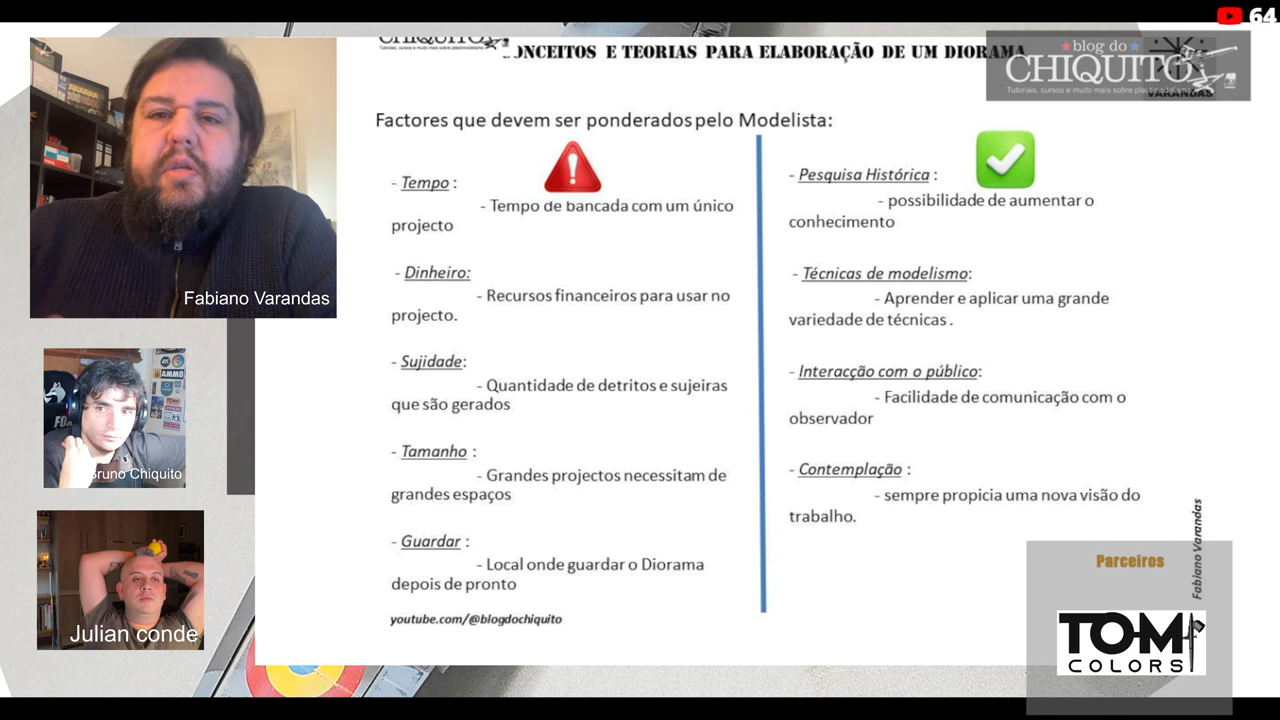 64
CONCEITOS E TEORIAS PARA ELABORAÇÃO DE UM DIORAMA
blog do
CHIQUITO
Tutoriais, cursos e muito mais sobre plastimodelismo
VARANDAS
Factores que devem ser ponderados pelo Modelista:
- Tempo :
- Tempo de bancada com um único
projecto
- Dinheiro:
- Recursos financeiros para usar no
projecto.
- Sujidade:
- Quantidade de detritos e sujeiras
que são gerados
- Tamanho :
- Grandes projectos necessitam de
grandes espaços
- Guardar :
- Local onde guardar o Diorama
depois de pronto
youtube.com/@blogdochiquito
- Pesquisa Histórica :
- possibilidade de aumentar o
conhecimento
- Técnicas de modelismo:
- Aprender e aplicar uma grande
variedade de técnicas .
- Interacção com o público:
- Facilidade de comunicação com o
observador
- Contemplação :
- sempre propicia uma nova visão do
trabalho.
Fabiano Varandas
Parceiros
TOM
COLORS
Fabiano Varandas
AMMO
Bruno Chiquito
Julian conde